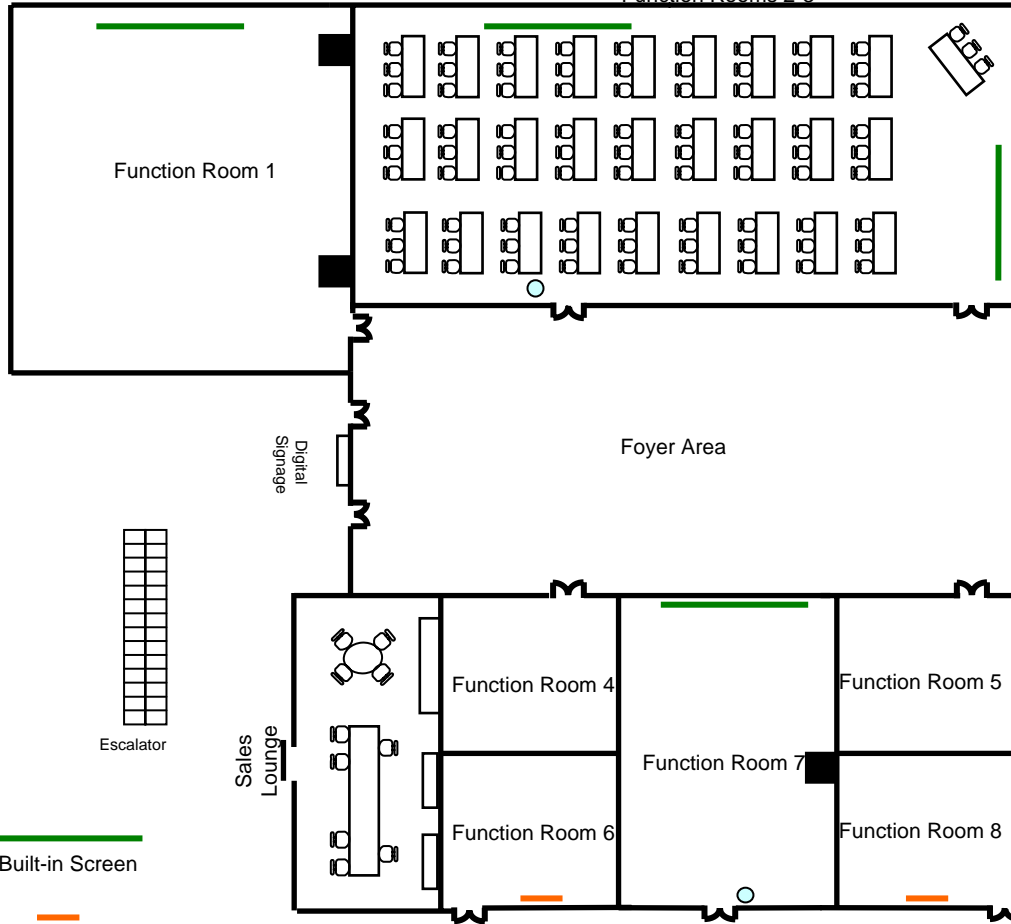 Function Room 1
Foyer Area
Digital
Signage
Escalator
Sales
Lounge
Function Room 4
Function Room 5
Function Room 7
Function Room 6
Function Room 8
Built-in Screen